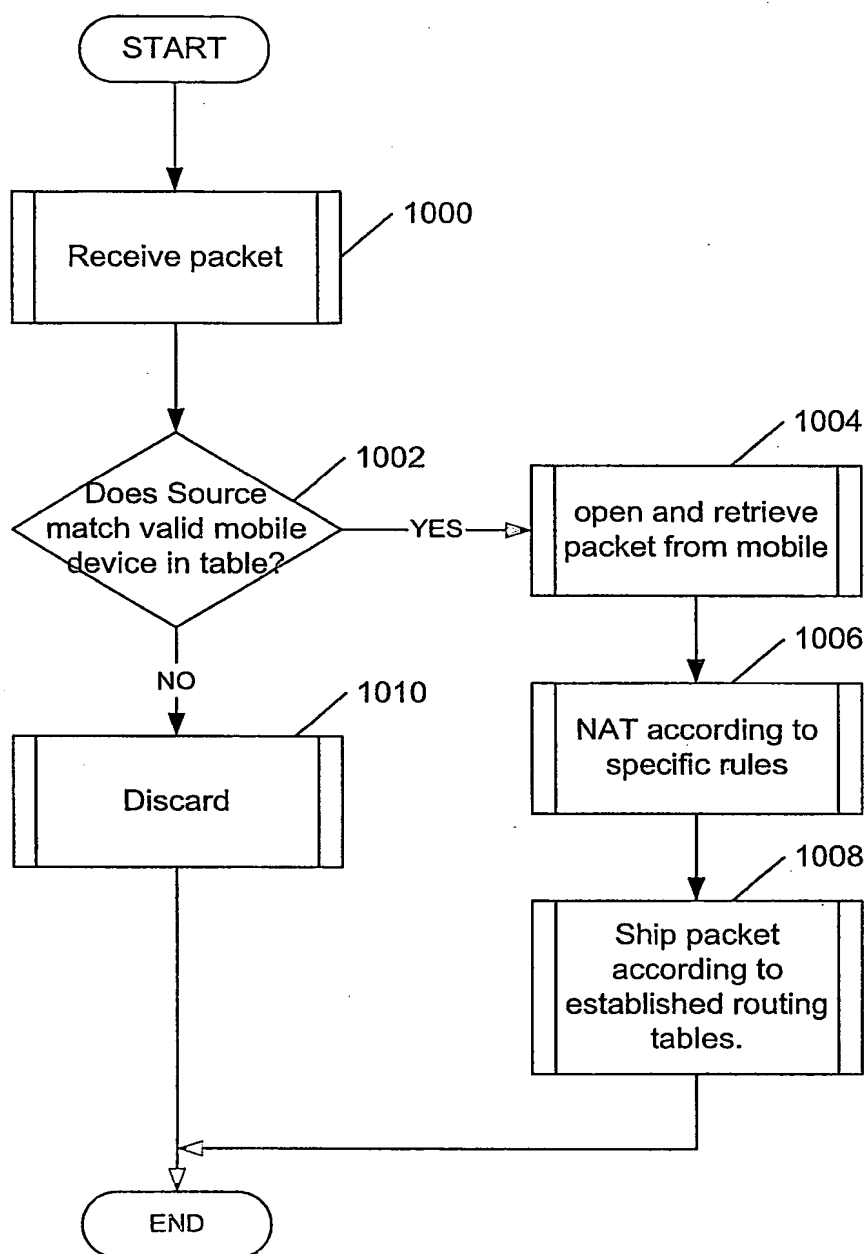 START
Receive packet
1000
Does Source
match valid mobile
device in table?
1002
YES
1004
open and retrieve
packet from mobile
1006
NAT according to
specific rules
NO
1010
Discard
1008
Ship packet
according to
established routing
tables.
END